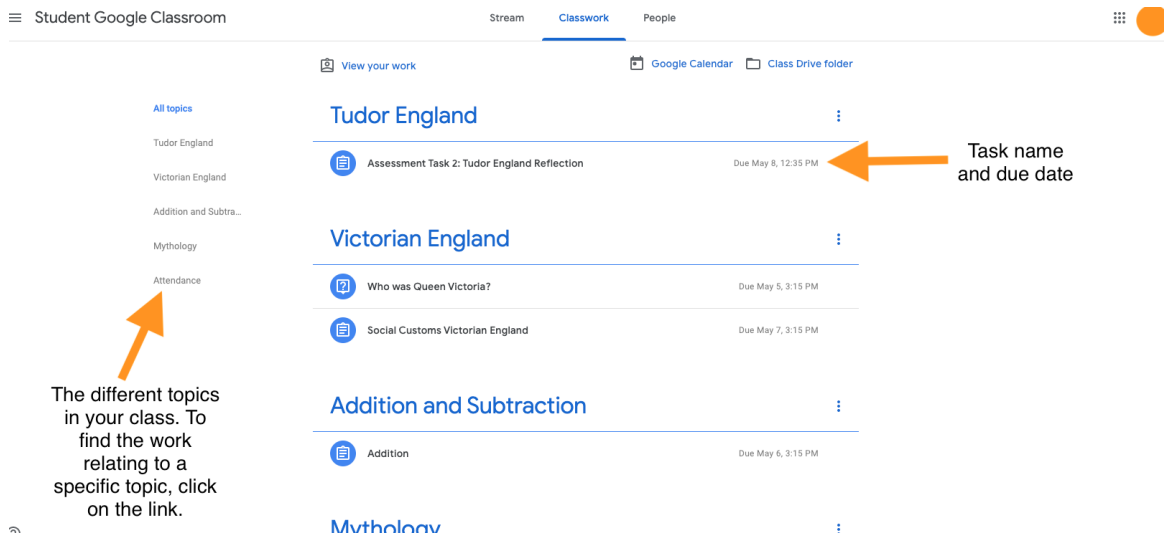 Student Google Classroom
Stream
Classwork
People
View your work
Google Calendar
Class Drive folder
All topics
Tudor England
Victorian England
Addition and Subtra...
Mythology
Attendance
Tudor England
Assessment Task 2: Tudor England Reflection
Due May 8, 12:35 PM
Task name
and due date
Victorian England
Who was Queen Victoria?
Due May 5, 3:15 PM
Social Customs Victorian England
Due May 7, 3:15 PM
The different topics
in your class. To
find the work
relating to a
specific topic, click
on the link.
Addition and Subtraction
Addition
Due May 6, 3:15 PM
Mythology